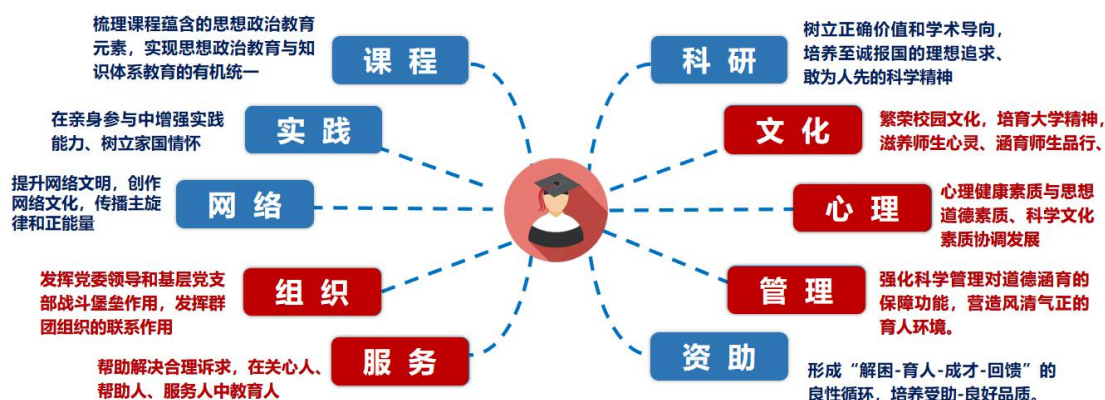 梳理课程蕴含的思想政治教育
元素，实现思想政治教育与知
识体系教育的有机统一
课程
科研
树立正确价值和学术导向，
培养至诚报国的理想追求、
敢为人先的科学精神
在亲身参与中增强实践
能力、树立家国情怀
实践
文化
繁荣校园文化，培育大学精神，
滋养师生心灵、涵育师生品行、
提升网络文明，创作
网络文化，传播主旋
律和正能量
网络
心理
心理健康素质与思想
道德素质、科学文化
素质协调发展
发挥党委领导和基层党支
部战斗堡垒作用，发挥群
团组织的联系作用
组织
管理
强化科学管理对道德涵育的
保障功能，营造风清气正的
育人环境。
帮助解决合理诉求，在关心人、
帮助人、服务人中教育人
服务
资助
形成“解困-育人-成才-回馈”的
良性循环，培养受助-良好品质。